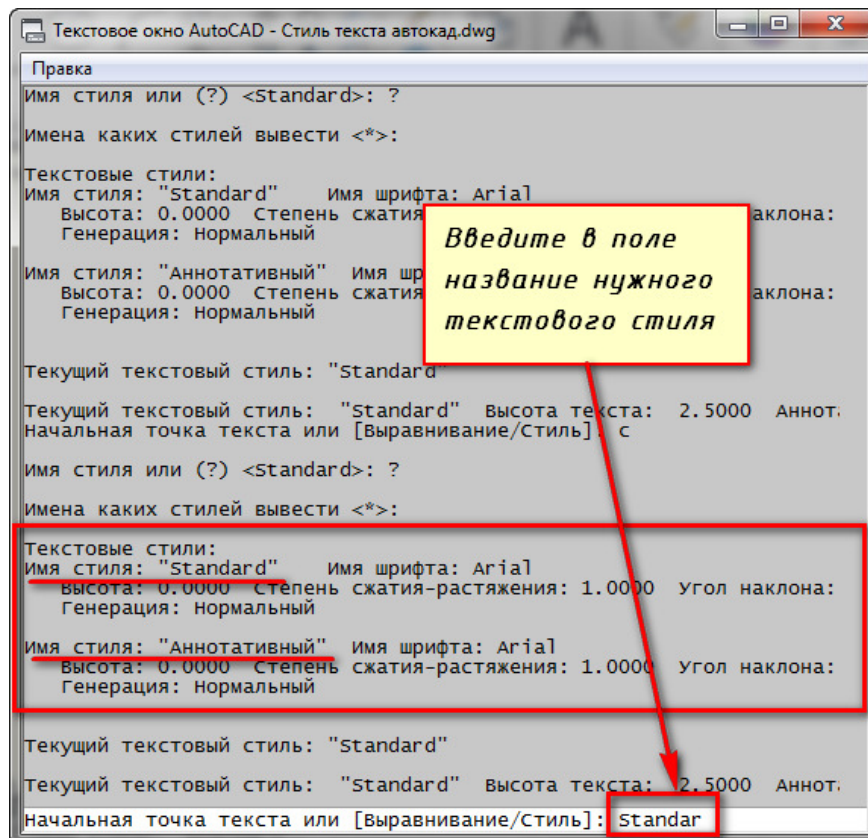 Текстовое окно AutoCAD - Стиль текста автокад.dwg
Правка
Имя стиля или (?) <Standard>: ?
Имена каких стилей вывести <*>:
Текстовые стили:
Имя стиля: "Standard" Имя шрифта: Arial
Высота: 0.0000 Степень сжатия наклона:
Генерация: Нормальный
Введите в поле
название нужного
текстового стиля
Имя стиля: "Аннотативный" Имя
Высота: 0.0000 Степень сжатия наклона:
Генерация: Нормальный
Текущий текстовый стиль: "Standard"
Текущий текстовый стиль: "Standard" Высота текста: 2.5000 Аннот
Начальная точка текста или [Выравнивание/Стиль]: с
Имя стиля или (?) <Standard>: ?
Имена каких стилей вывести <*>:
Текстовые стили:
Имя стиля: "Standard" Имя шрифта: Arial
Высота: 0.0000 Степень сжатия-растяжения: 1.0000 Угол наклона:
Генерация: Нормальный
Имя стиля: "Аннотативный" Имя шрифта: Arial
Высота: 0.0000 Степень сжатия-растяжения: 1.0000 Угол наклона:
Генерация: Нормальный
Текущий текстовый стиль: "Standard"
Текущий текстовый стиль: "Standard" Высота текста: 2.5000 Аннот
Начальная точка текста или [Выравнивание/Стиль]: Standar